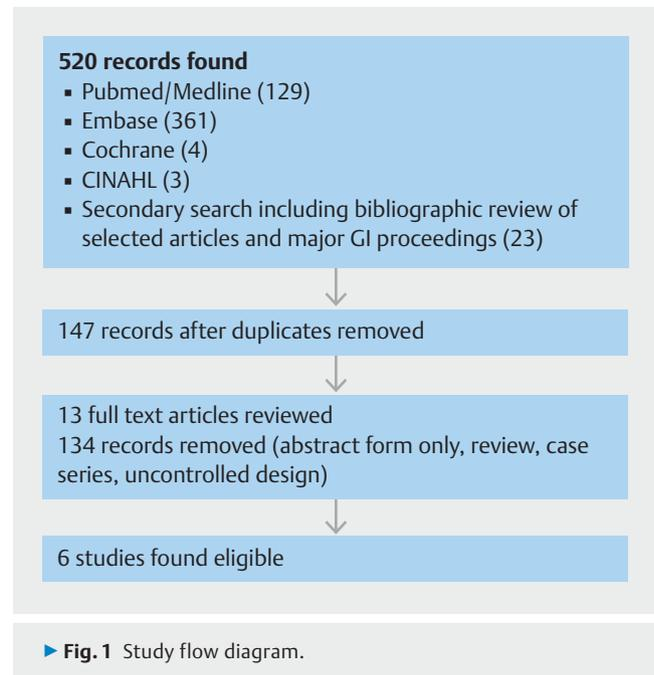 520 records found
▪ Pubmed/Medline (129)
▪ Embase (361)
▪ Cochrane (4)
▪ CINAHL (3)
▪ Secondary search including bibliographic review of
selected articles and major GI proceedings (23)
147 records after duplicates removed
13 full text articles reviewed
134 records removed (abstract form only, review, case
series, uncontrolled design)
6 studies found eligible
▶ Fig. 1 Study flow diagram.